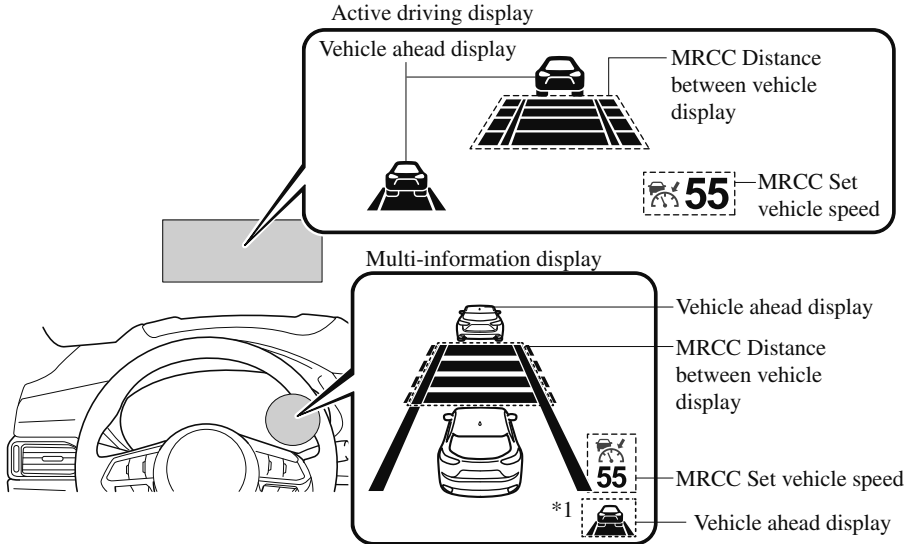 Active driving display
Vehicle ahead display
MRCC Distance
between vehicle
display
55
MRCC Set
vehicle speed
Multi-information display
Vehicle ahead display
MRCC Distance
between vehicle
display
55
MRCC Set vehicle speed
*1
Vehicle ahead display